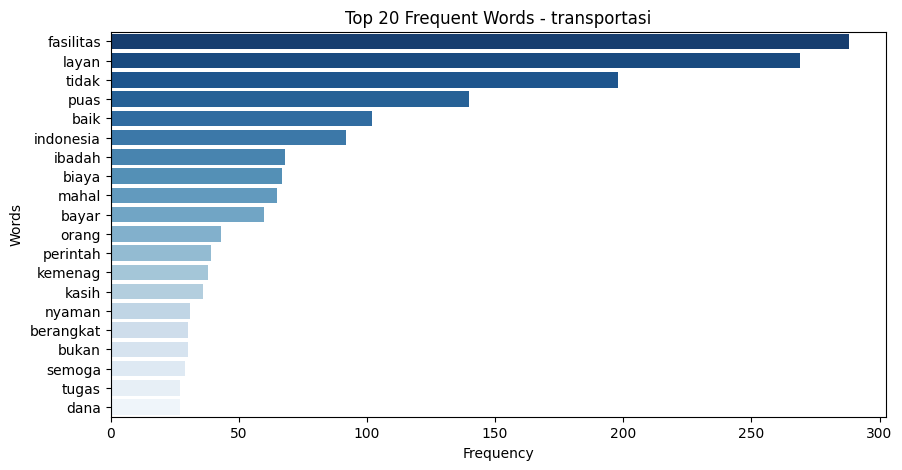 Top 20 Frequent Words - transportasi
Words
fasilitas
layan
tidak
puas
baik
indonesia
ibadah
biaya
mahal
bayar
orang
perintah
kemenag
kasih
nyaman
berangkat
bukan
semoga
tugas
dana
0 50 100 150 200 250 300
Frequency